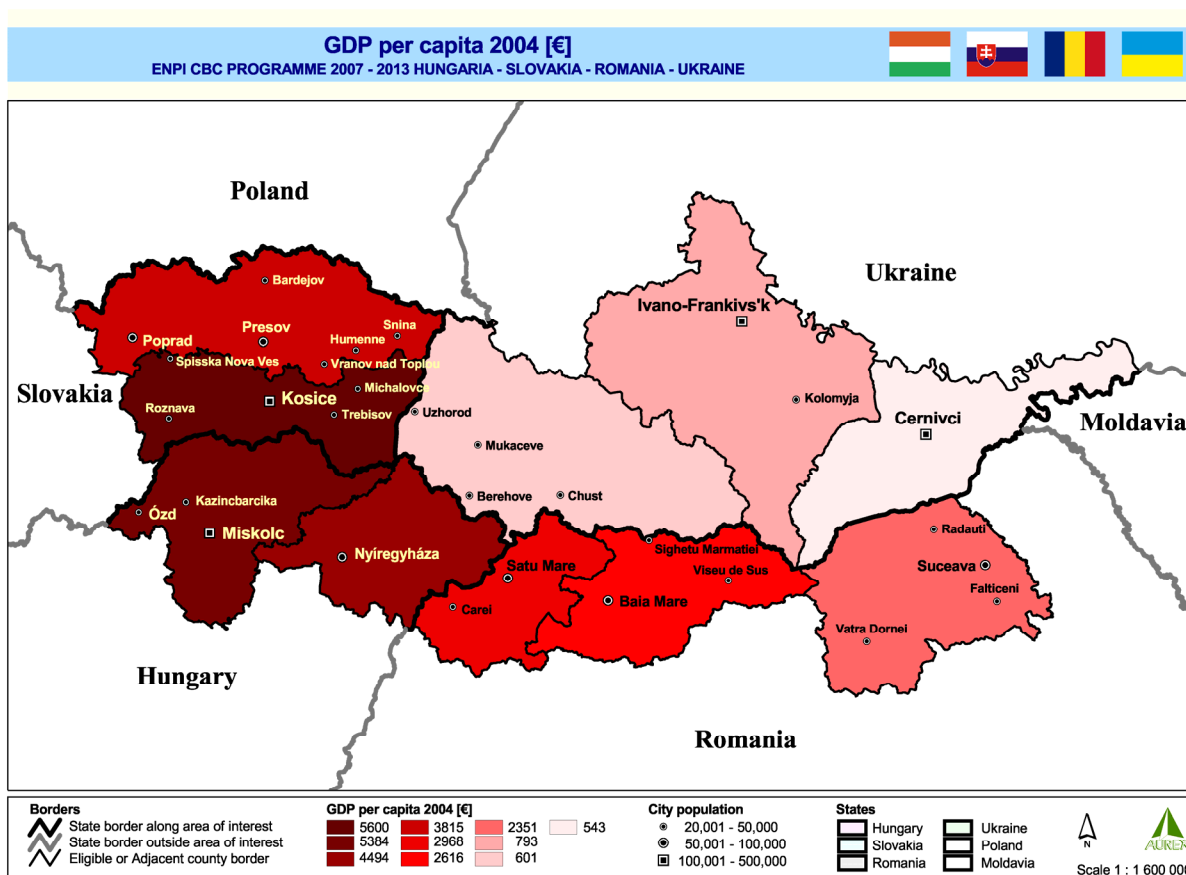 GDP per capita 2004 [€]
ENPI CBC PROGRAMME 2007 - 2013 HUNGARIA - SLOVAKIA - ROMANIA - UKRAINE
Poland
Ukraine
Bardejov
Ivano-Frankivs'k
Snina
Presov
Poprad
Humenne
Spisska Nova Ves
Vranov nad Toplou
Slovakia
Michalovce
Kosice
Kolomyja
Roznava
Trebisov
Uzhorod
Cernivci
Moldavia
Mukaceve
Kazincbarcika
Berehove
Chust
Ózd
Miskolc
Radauti
Nyíregyháza
Sighetu Marmatiei
Satu Mare
Viseu de Sus
Suceava
Falticeni
Carei
Baia Mare
Vatra Dornei
Hungary
Romania
Borders
State border along area of interest
State border outside area of interest
Eligible or Adjacent county border
GDP per capita 2004 [€]
5600
5384
4494
3815
2968
2616
2351
793
601
543
City population
20,001 - 50,000
50,001 - 100,000
100,001 - 500,000
States
Hungary
Slovakia
Romania
Ukraine
Poland
Moldavia
N
AUREX
Scale 1 : 1 600 000